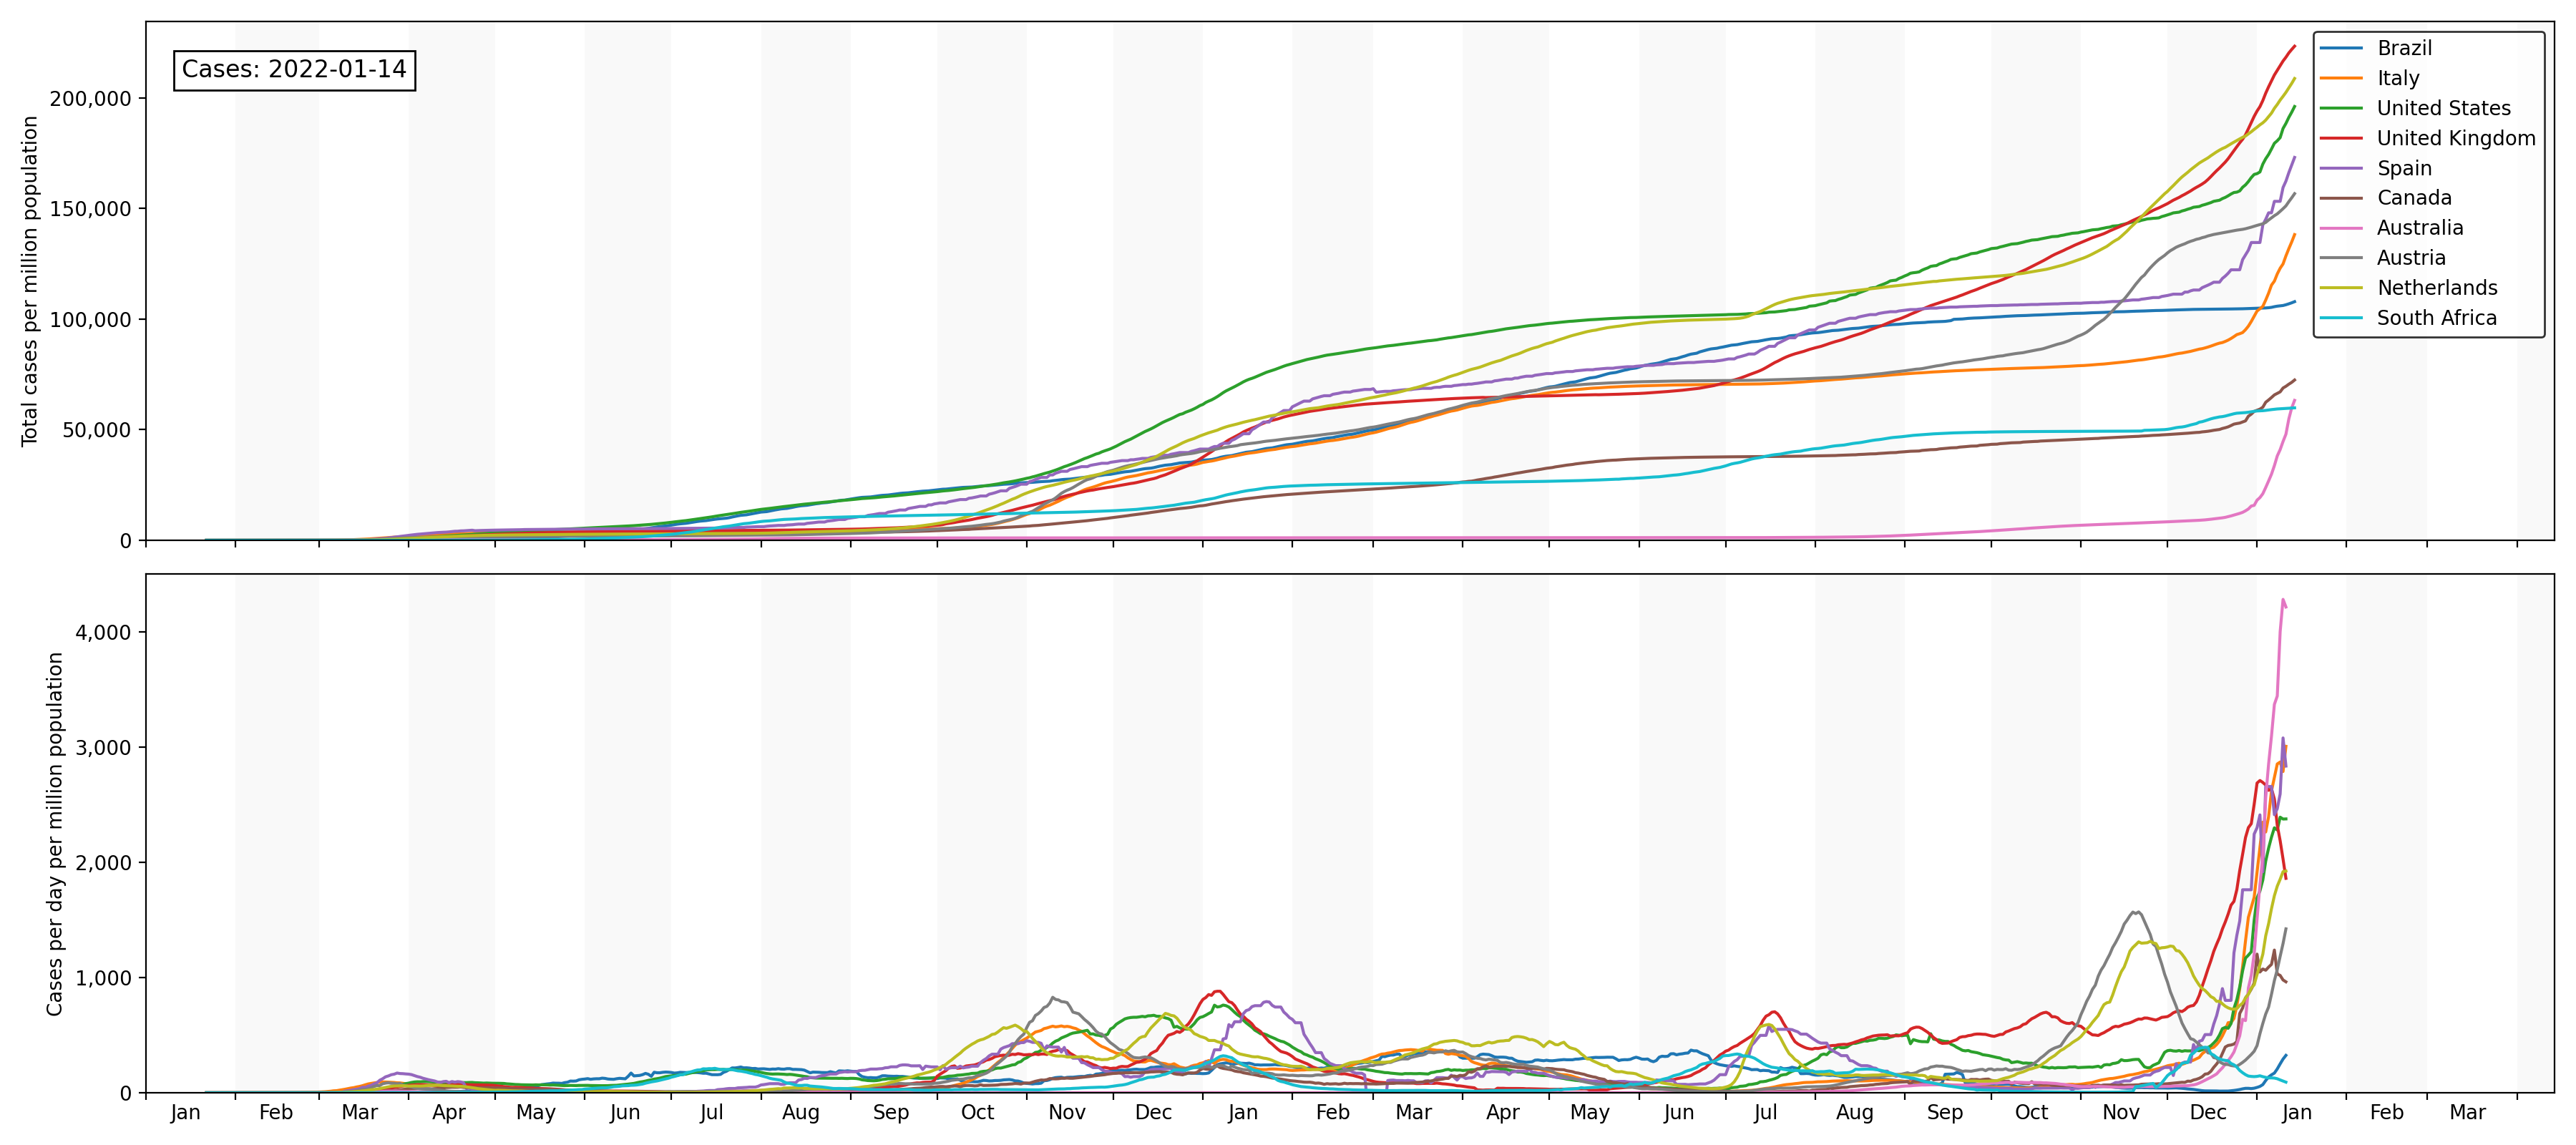 Cases: 2022-01-14
Total cases per million population
200,000
150,000
100,000
50,000
0
Brazil
Italy
United States
United Kingdom
Spain
Canada
Australia
Austria
Netherlands
South Africa
Cases per day per million population
4,000
3,000
2,000
1,000
0
Jan Feb Mar Apr May Jun Jul Aug Sep Oct Nov Dec Jan Feb Mar Apr May Jun Jul Aug Sep Oct Nov Dec Jan Feb Mar